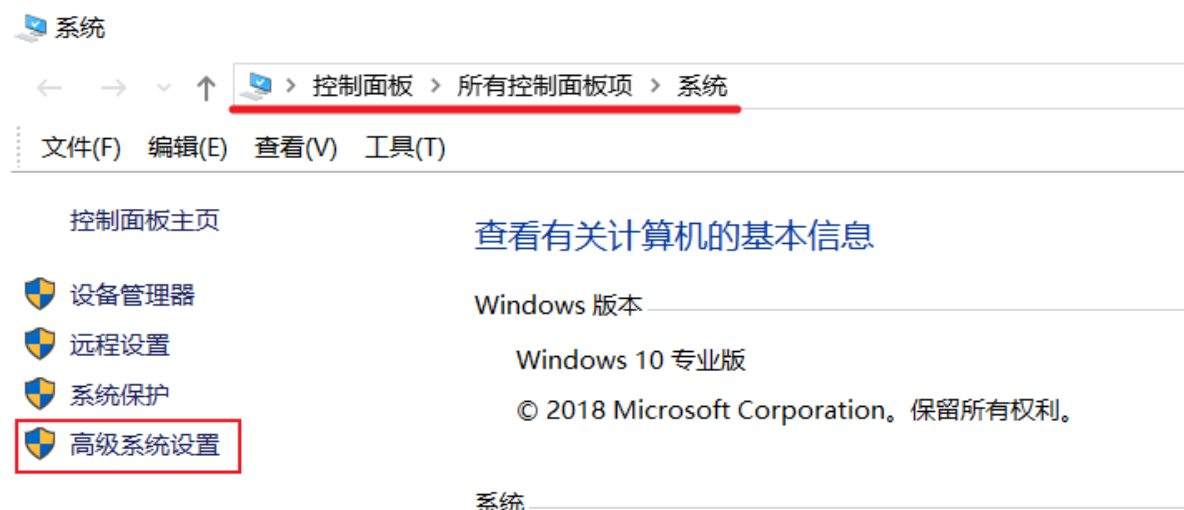 系统
控制面板 > 所有控制面板项 > 系统
文件(F) 编辑(E) 查看(V) 工具(T)
控制面板主页
查看有关计算机的基本信息
设备管理器
Windows 版本
远程设置
Windows 10 专业版
系统保护
© 2018 Microsoft Corporation。保留所有权利。
高级系统设置
系统